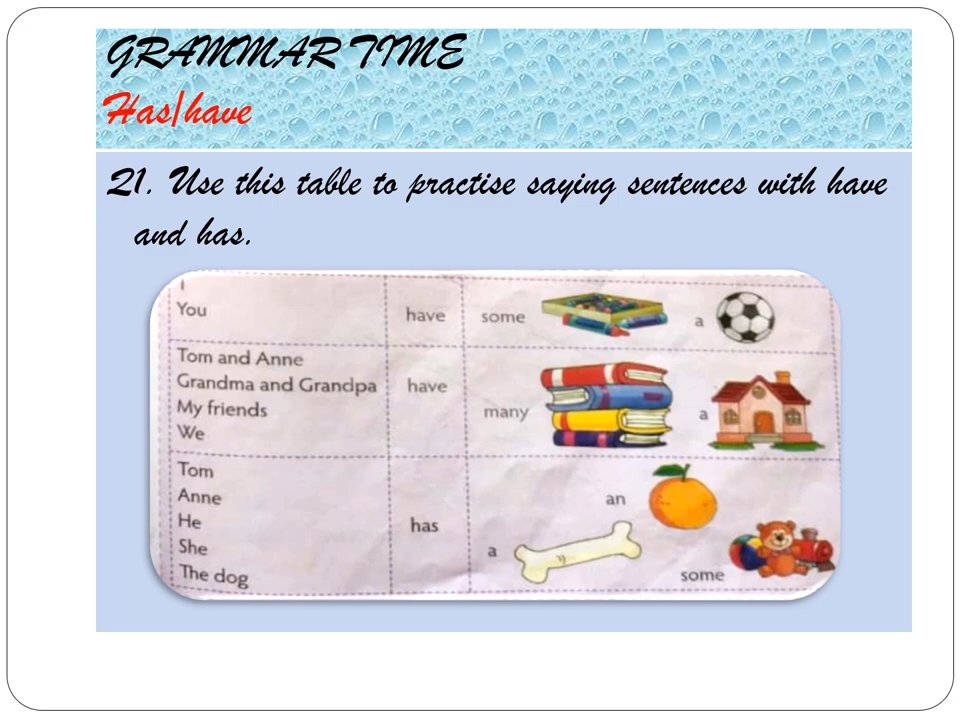 GRAMMAR TIME
Has/have
Q1. Use this table to practise saying sentences with have
and has.
You have some a
Tom and Anne
Grandma and Grandpa have
My friends many a
We
Tom
Anne an
He has
She a
The dog some